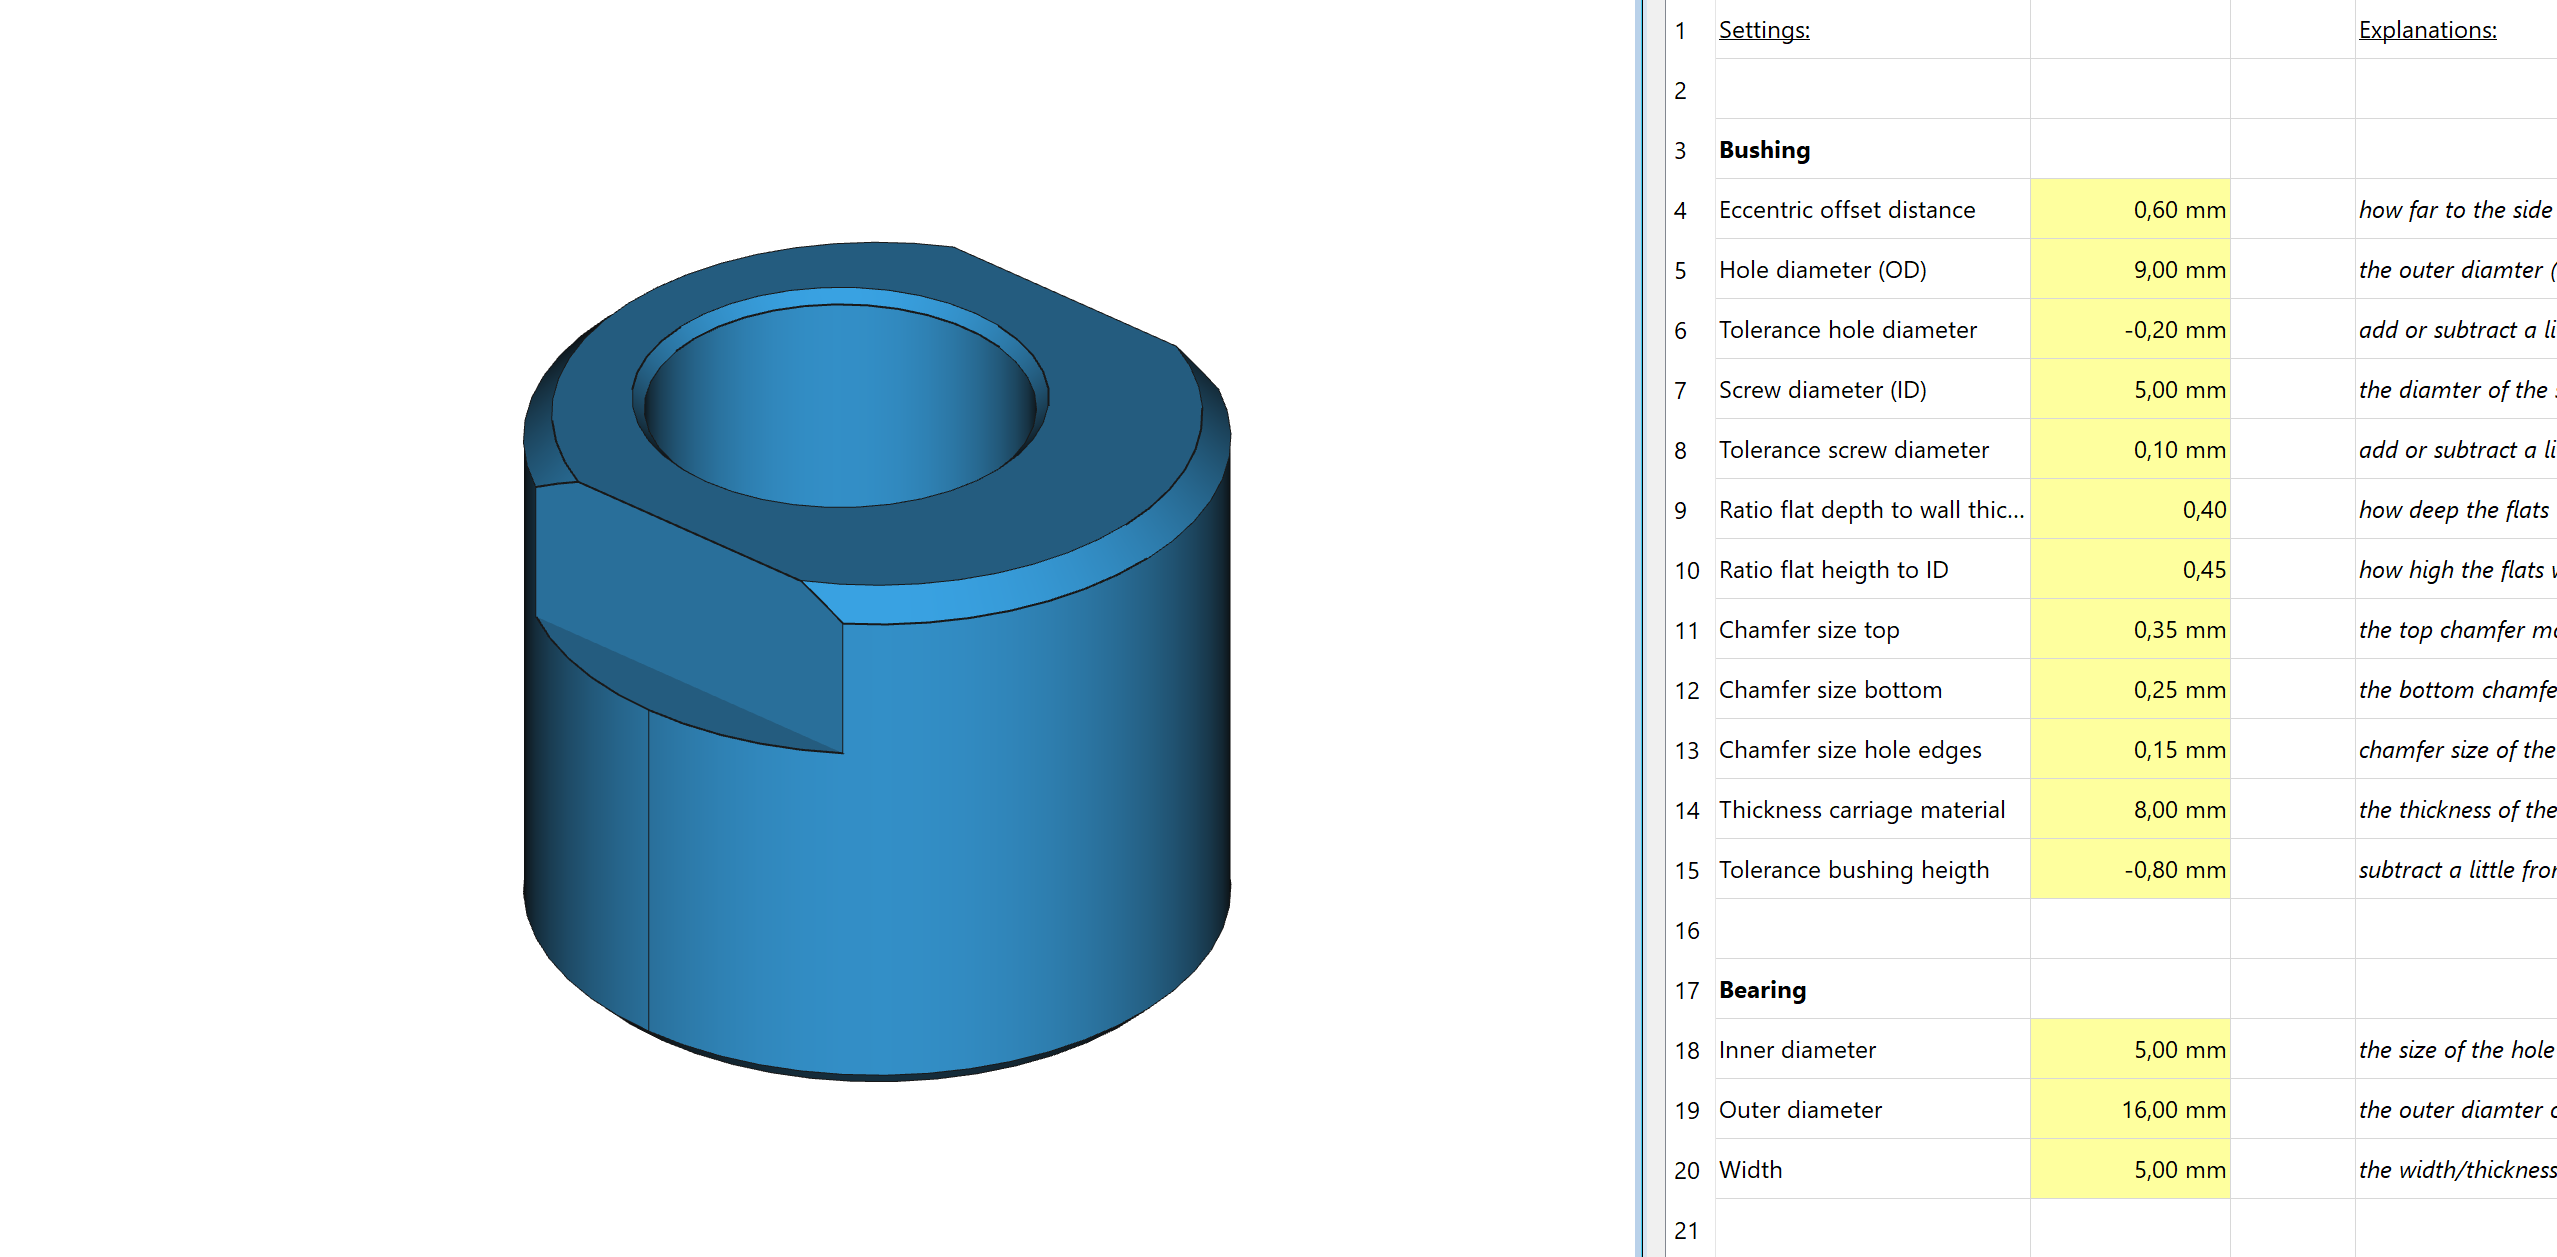 1 Settings: Explanations:
2
3 Bushing
4 Eccentric offset distance 0,60 mm how far to the side
5 Hole diameter (OD) 9,00 mm the outer diamter (
6 Tolerance hole diameter -0,20 mm add or subtract a li
7 Screw diameter (ID) 5,00 mm the diamter of the
8 Tolerance screw diameter 0,10 mm add or subtract a li
9 Ratio flat depth to wall thic... 0,40 how deep the flats
10 Ratio flat heigth to ID 0,45 how high the flats
11 Chamfer size top 0,35 mm the top chamfer
12 Chamfer size bottom 0,25 mm the bottom chamfe
13 Chamfer size hole edges 0,15 mm chamfer size of the
14 Thickness carriage material 8,00 mm the thickness of the
15 Tolerance bushing heigth -0,80 mm subtract a little
16
17 Bearing
18 Inner diameter 5,00 mm the size of the hole
19 Outer diameter 16,00 mm the outer diamter
20 Width 5,00 mm the width/thickness
21